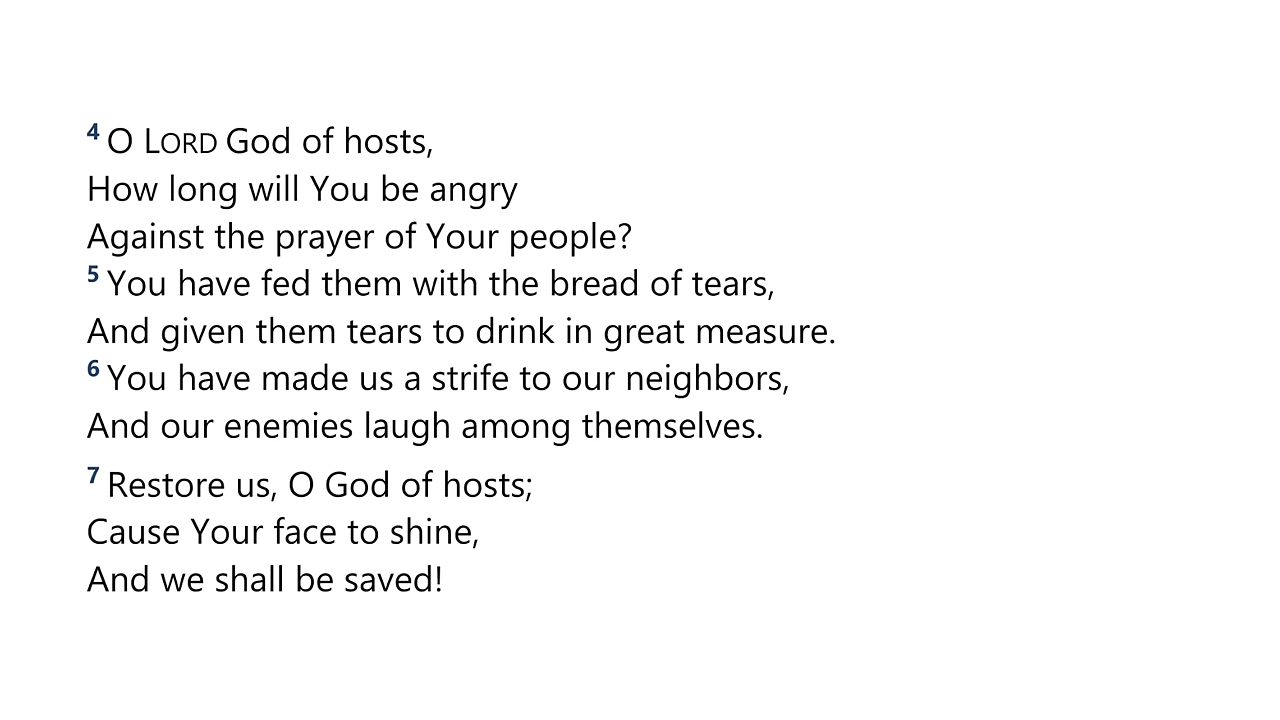 4 O LORD God of hosts,
How long will You be angry
Against the prayer of Your people?
5 You have fed them with the bread of tears,
And given them tears to drink in great measure.
6 You have made us a strife to our neighbors,
And our enemies laugh among themselves.
7 Restore us, O God of hosts;
Cause Your face to shine,
And we shall be saved!